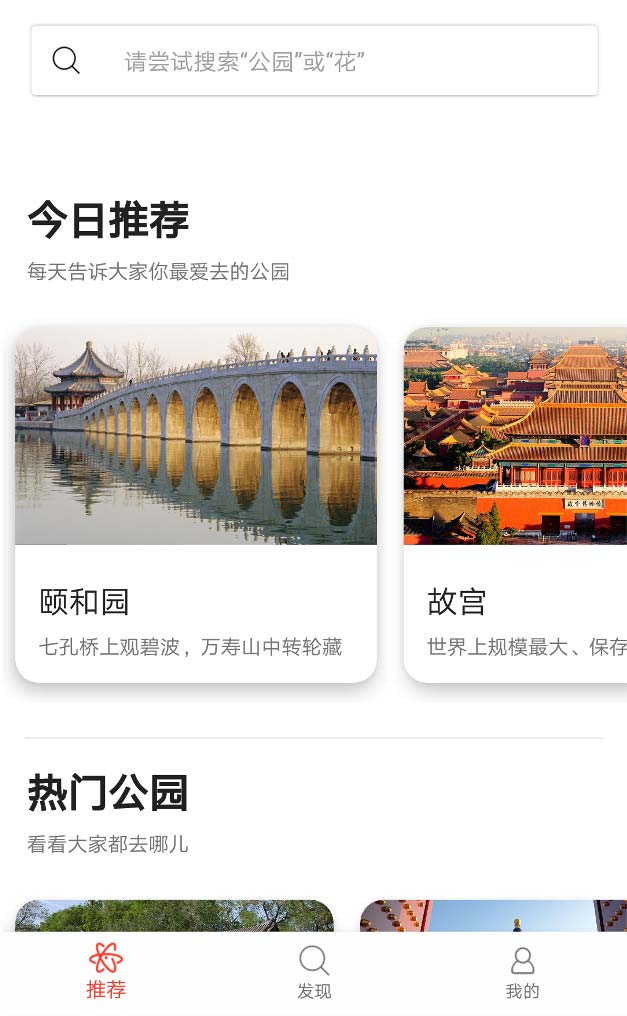 请尝试搜索“公园”或“花”
今日推荐
每天告诉大家你最爱去的公园
颐和园
七孔桥上观碧波，万寿山中转轮藏
故宫
世界上规模最大、保存
热门公园
看看大家都去哪儿
推荐
发现
我的